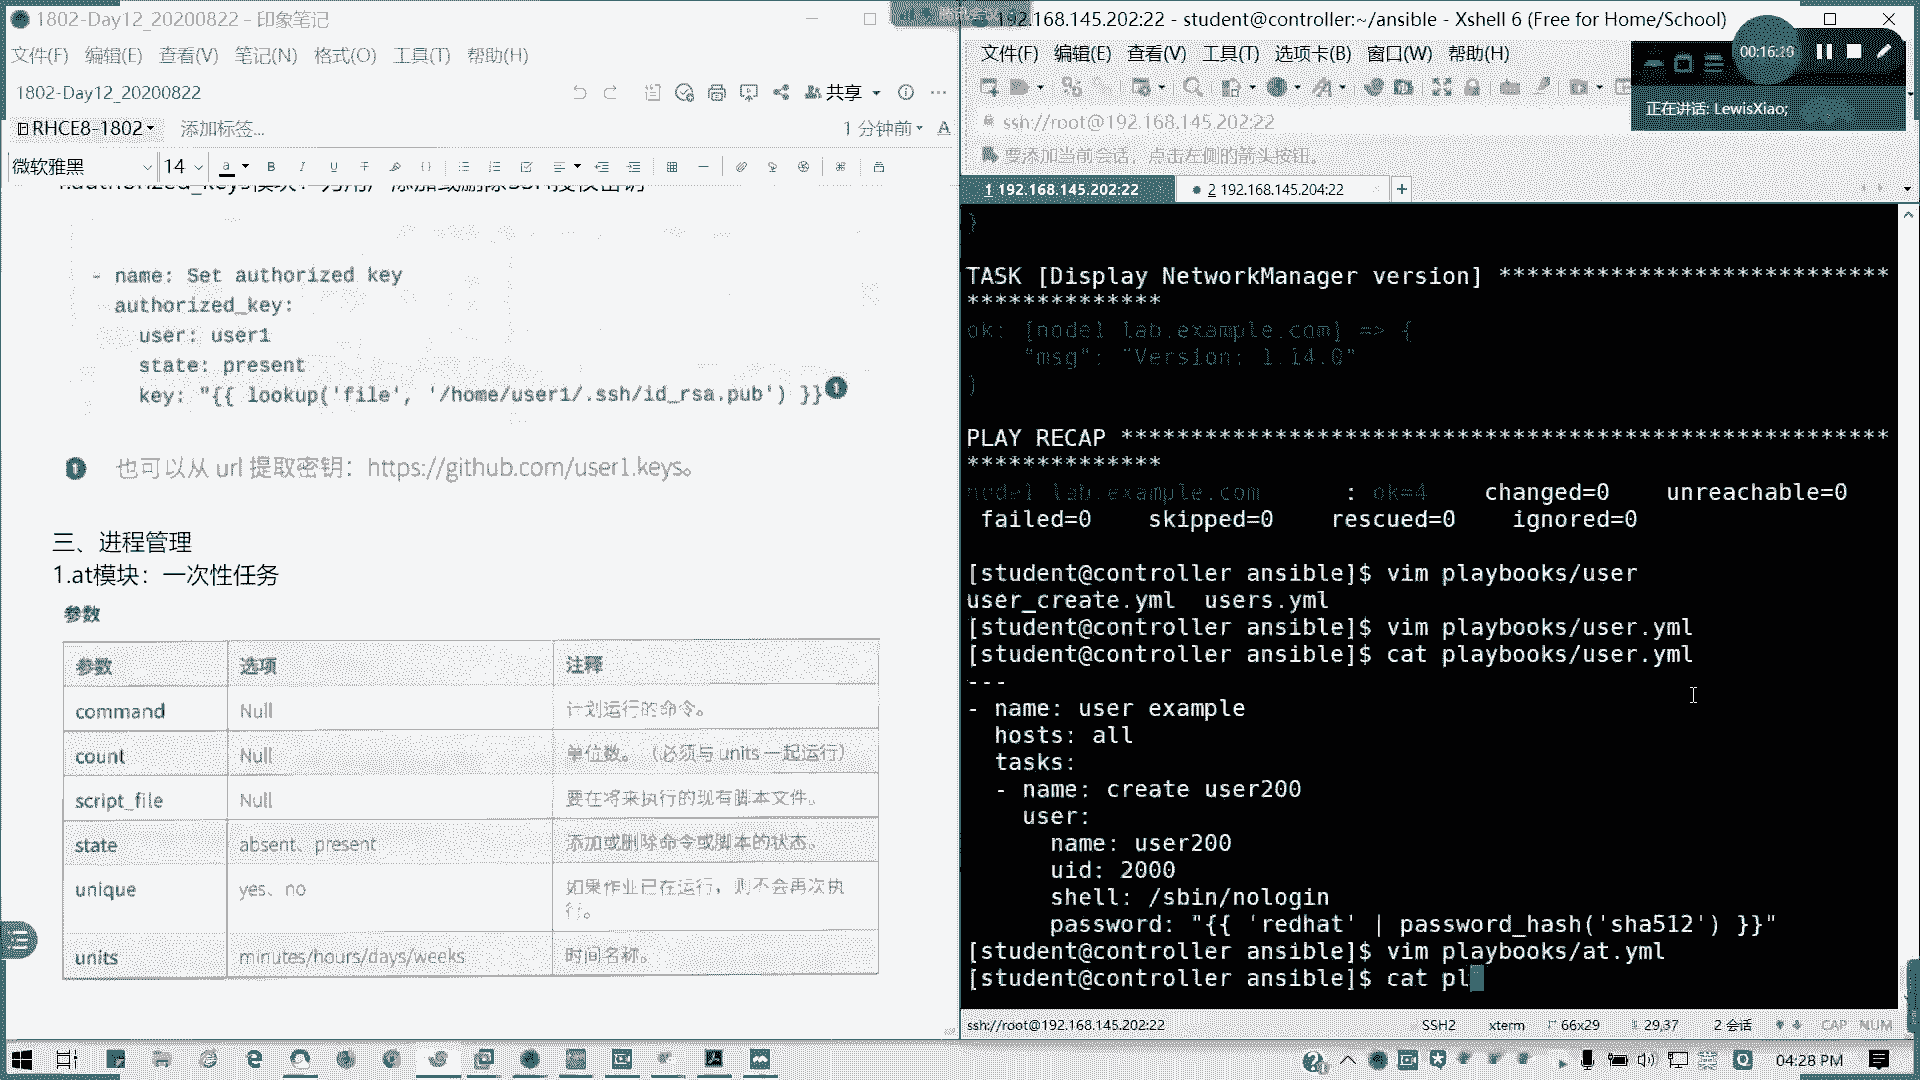 1802-Day12_20200822 - 印象笔记
文件(F) 编辑(E) 查看(V) 笔记(N) 格式(O) 工具(T) 帮助(H)
1802-Day12_20200822
共享
RHCE8-1802
添加标签...
1 分钟前
微软雅黑 14
- name: Set authorized key
authorized_key:
user: user1
state: present
key: "{{ lookup('file', '/home/user1/.ssh/id_rsa.pub') }} 1
1 也可以从 url 提取密钥：https://github.com/user1.keys。
三、进程管理
1.at模块：一次性任务
参数
参数 选项 注释
command Null 计划运行的命令。
count Null 单位数。（必须与 units 一起运行）
script_file Null 要在将来执行的现有脚本文件。
state absent、present 添加或删除命令或脚本的状态。
unique yes、no 如果作业已在运行，则不会再次执
行。
units minutes/hours/days/weeks 时间名称。
192.168.145.202:22 - student@controller:~/ansible - Xshell 6 (Free for Home/School)
文件(F) 编辑(E) 查看(V) 工具(T) 选项卡(B) 窗口(W) 帮助(H)
00:16:20
正在讲话: LewisXiao;
ssh://root@192.168.145.202:22
要添加当前会话，点击左侧的箭头按钮。
1 192.168.145.202:22 2 192.168.145.204:22 +
}
TASK [Display NetworkManager version] ****************************
**************
ok: [node1 lab.example.com] => {
"msg": "Version: 1.14.0"
}
PLAY RECAP ********************************************************
**************
node1 lab.example.com : ok=4 changed=0 unreachable=0
failed=0 skipped=0 rescued=0 ignored=0
[student@controller ansible]$ vim playbooks/user
user_create.yml users.yml
[student@controller ansible]$ vim playbooks/user.yml
[student@controller ansible]$ cat playbooks/user.yml
---
- name: user example
hosts: all
tasks:
- name: create user200
user:
name: user200
uid: 2000
shell: /sbin/nologin
password: "{{ 'redhat' | password_hash('sha512') }}"
[student@controller ansible]$ vim playbooks/at.yml
[student@controller ansible]$ cat pl
ssh://root@192.168.145.202:22 SSH2 xterm 66x29 29,37 2 会话 CAP NUM
04:28 PM